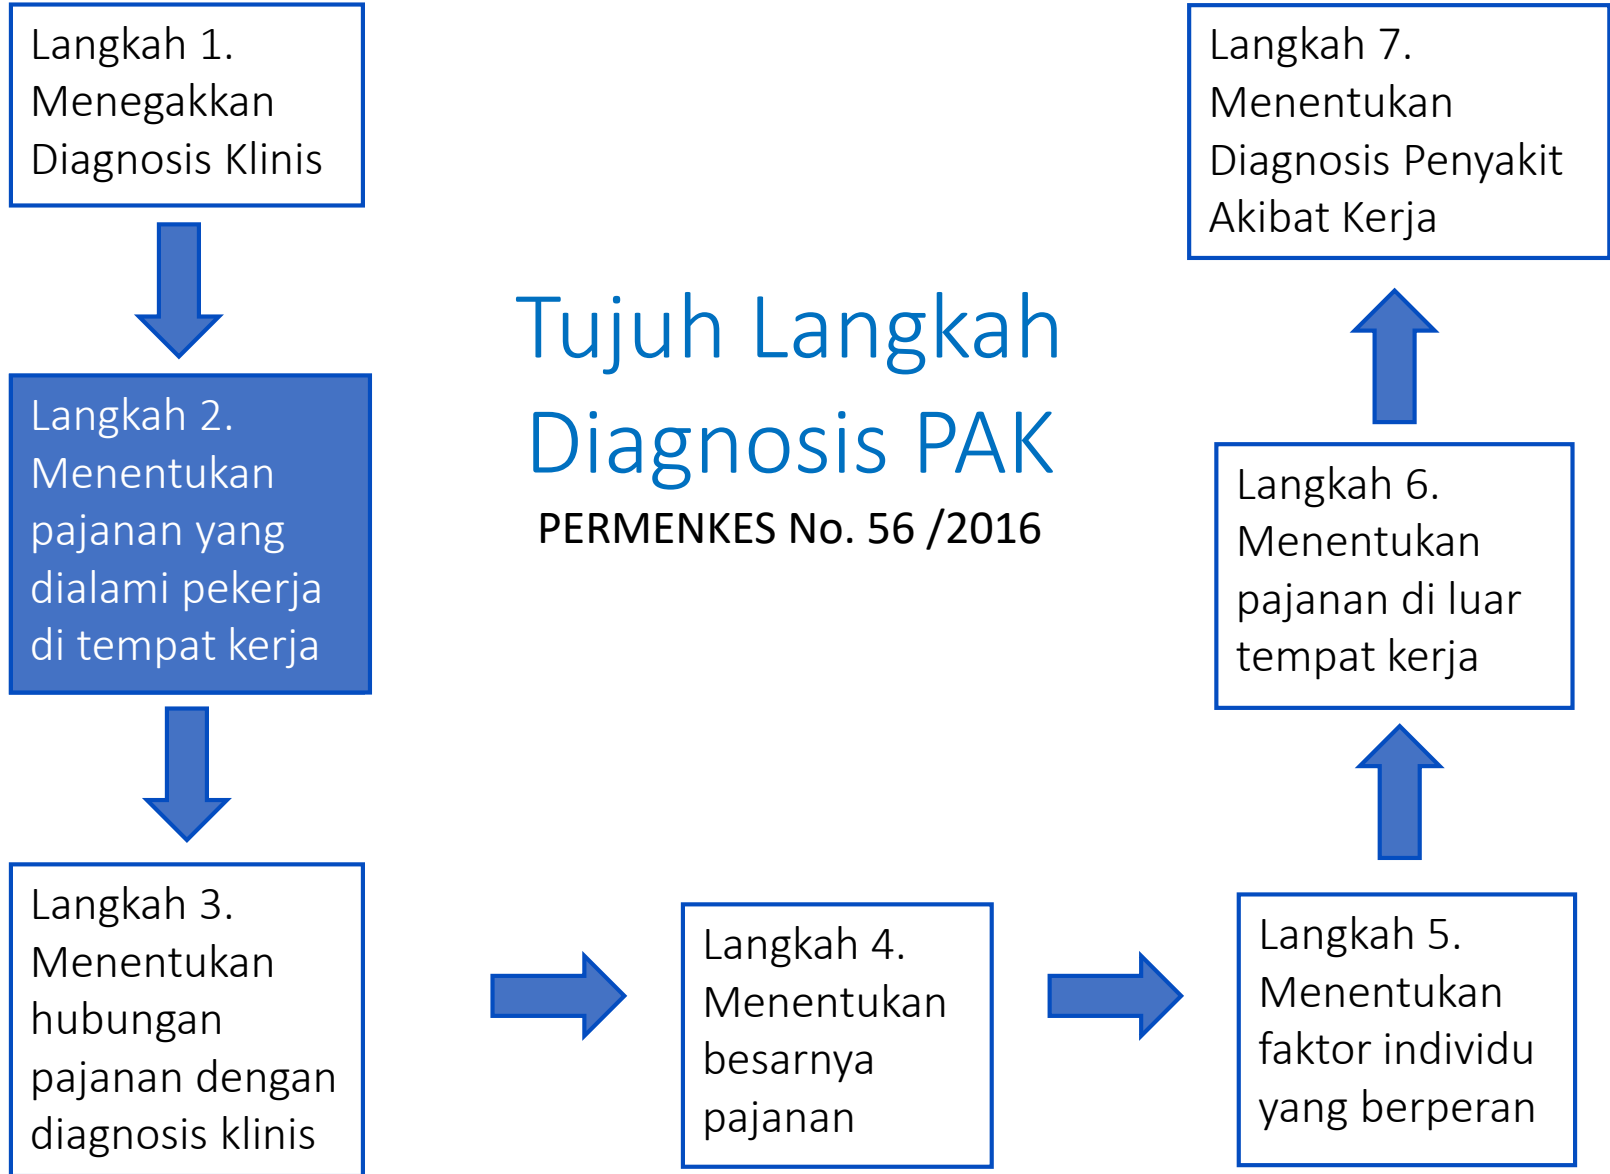 Langkah 1.
Menegakkan
Diagnosis Klinis
Langkah 2.
Menentukan
pajanan yang
dialami pekerja
di tempat kerja
Langkah 3.
Menentukan
hubungan
pajanan dengan
diagnosis klinis
Tujuh Langkah
Diagnosis PAK
PERMENKES No. 56 /2016
Langkah 4.
Menentukan
besarnya
pajanan
Langkah 5.
Menentukan
faktor individu
yang berperan
Langkah 6.
Menentukan
pajanan di luar
tempat kerja
Langkah 7.
Menentukan
Diagnosis Penyakit
Akibat Kerja